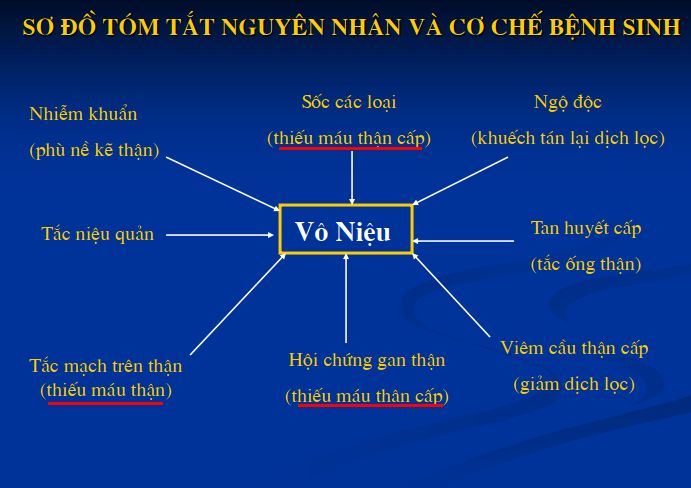 SƠ ĐỒ TÓM TẮT NGUYÊN NHÂN VÀ CƠ CHẾ BỆNH SINH
Nhiễm khuẩn
(phù nề kẽ thận)
Sốc các loại
(thiếu máu thận cấp)
Ngộ độc
(khuếch tán lại dịch lọc)
Tắc niệu quản
Vô Niệu
Tan huyết cấp
(tắc ống thận)
Tắc mạch trên thận
(thiếu máu thận)
Hội chứng gan thận
(thiếu máu thân cấp)
Viêm cầu thận cấp
(giảm dịch lọc)